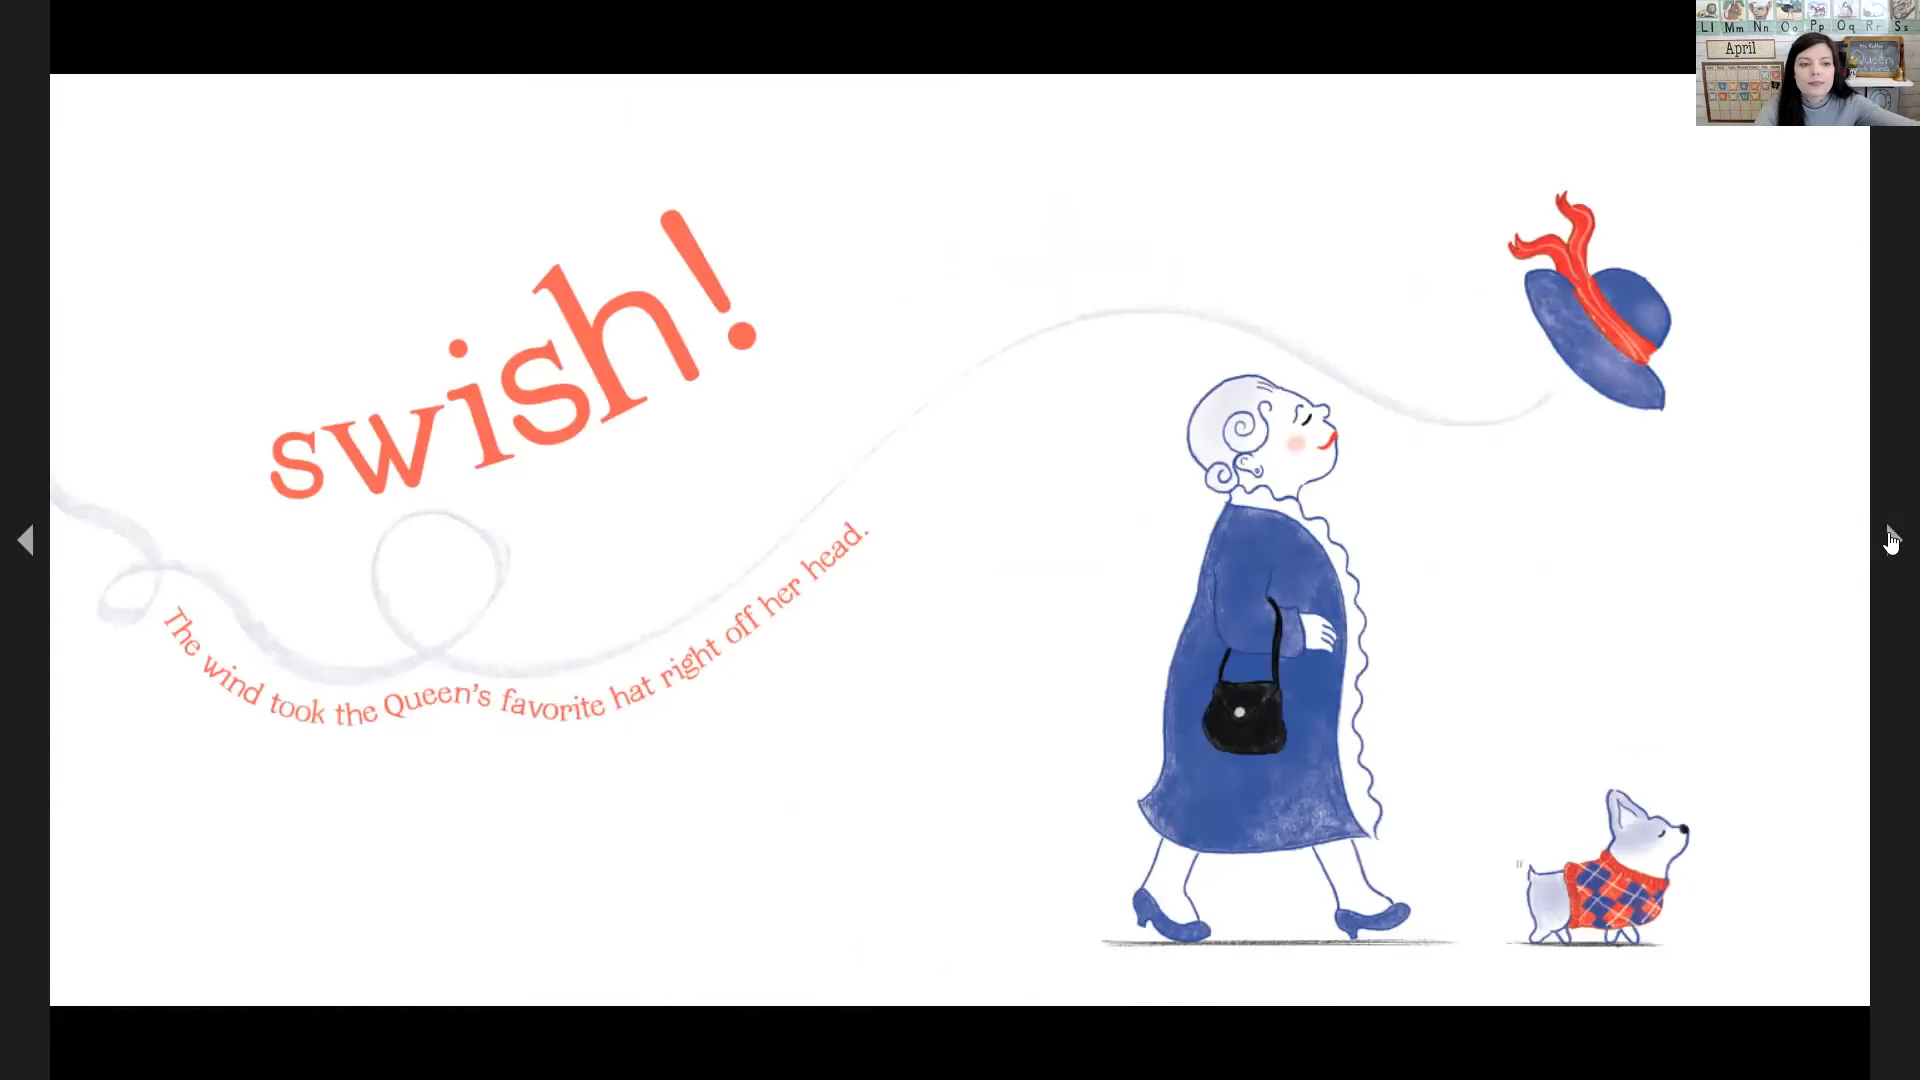 Ll Mm Nn Oo Pp Qq Rr Ss
April
Queen
swish!
The wind took the Queen's favorite hat right off her head.